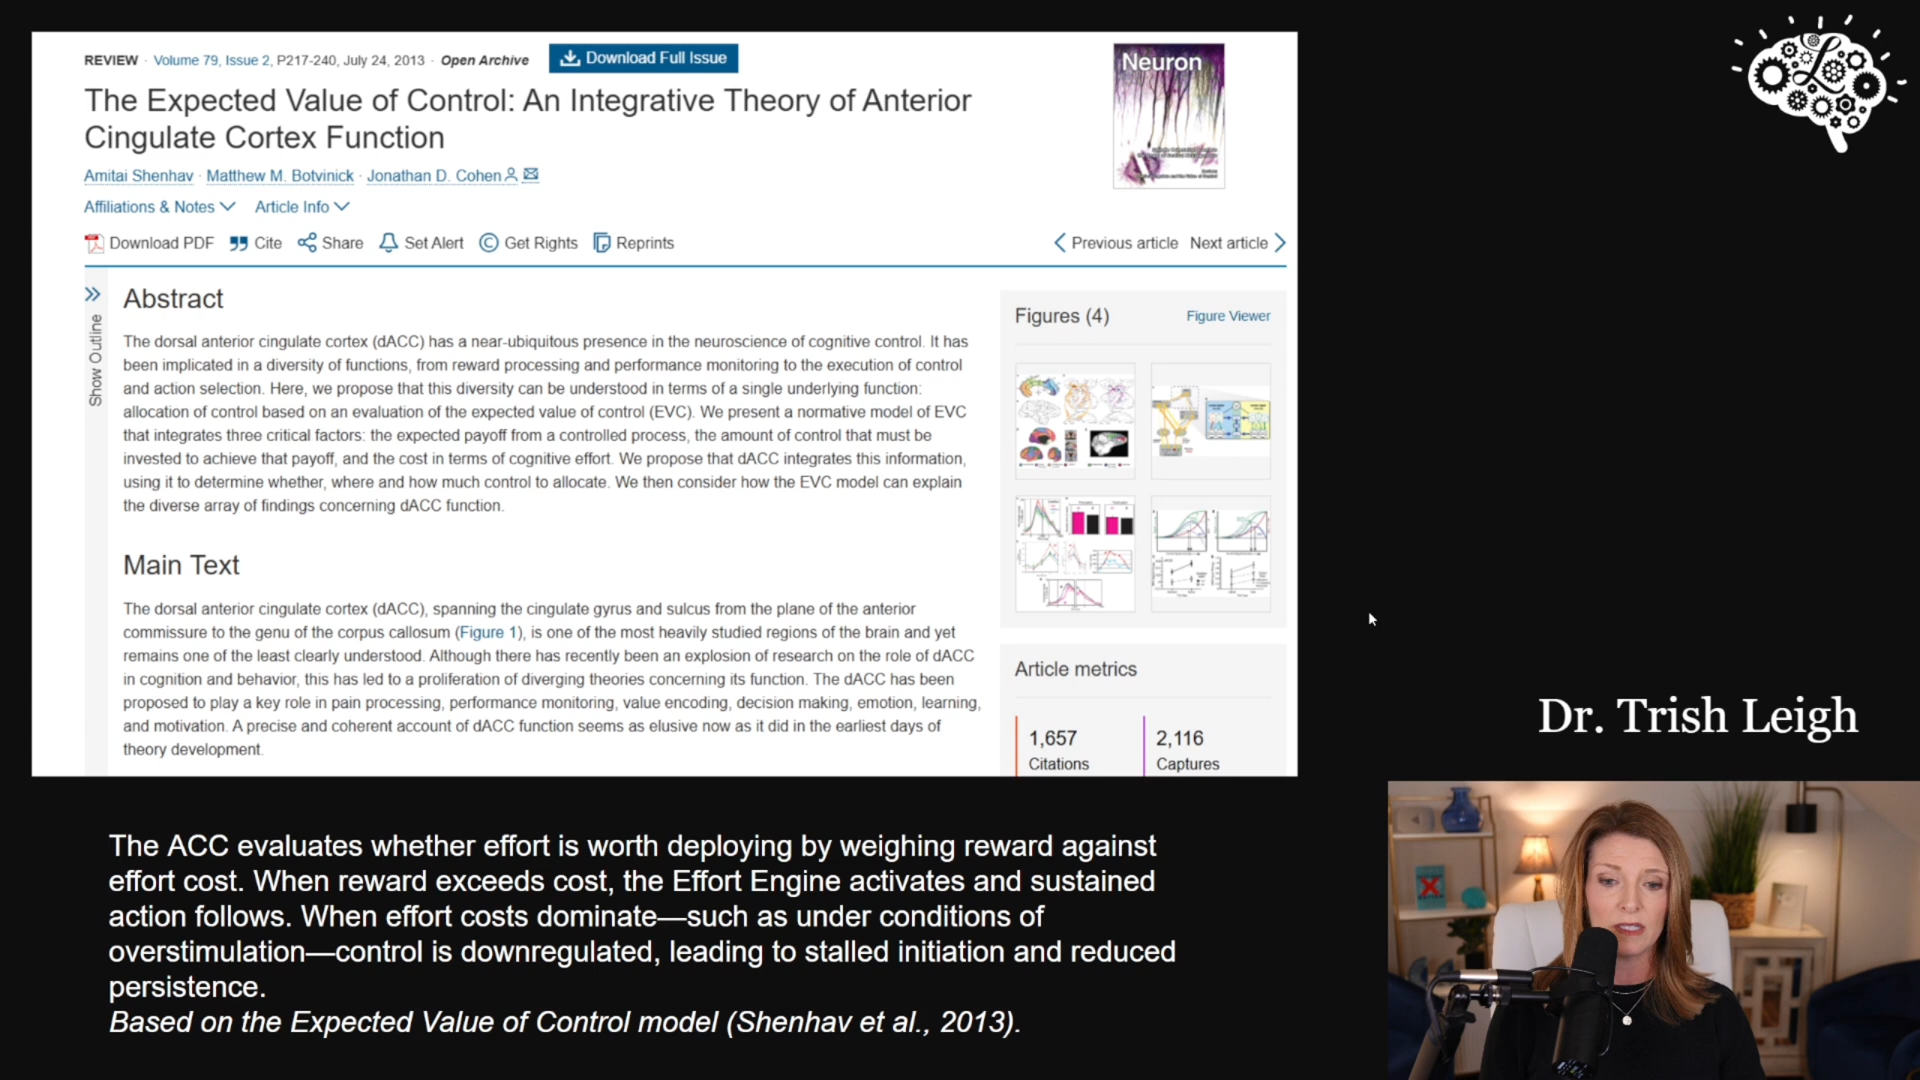 REVIEW · Volume 79, Issue 2, P217-240, July 24, 2013 · Open Archive
Download Full Issue
The Expected Value of Control: An Integrative Theory of Anterior
Cingulate Cortex Function
Amitai Shenhav · Matthew M. Botvinick · Jonathan D. Cohen
Affiliations & Notes
Article Info
Download PDF
Cite
Share
Set Alert
Get Rights
Reprints
Previous article
Next article
Neuron
Show Outline
Abstract
The dorsal anterior cingulate cortex (dACC) has a near-ubiquitous presence in the neuroscience of cognitive control. It has
been implicated in a diversity of functions, from reward processing and performance monitoring to the execution of control
and action selection. Here, we propose that this diversity can be understood in terms of a single underlying function:
allocation of control based on an evaluation of the expected value of control (EVC). We present a normative model of EVC
that integrates three critical factors: the expected payoff from a controlled process, the amount of control that must be
invested to achieve that payoff, and the cost in terms of cognitive effort. We propose that dACC integrates this information,
using it to determine whether, where and how much control to allocate. We then consider how the EVC model can explain
the diverse array of findings concerning dACC function.
Main Text
The dorsal anterior cingulate cortex (dACC), spanning the cingulate gyrus and sulcus from the plane of the anterior
commissure to the genu of the corpus callosum (Figure 1), is one of the most heavily studied regions of the brain and yet
remains one of the least clearly understood. Although there has recently been an explosion of research on the role of dACC
in cognition and behavior, this has led to a proliferation of diverging theories concerning its function. The dACC has been
proposed to play a key role in pain processing, performance monitoring, value encoding, decision making, emotion, learning,
and motivation. A precise and coherent account of dACC function seems as elusive now as it did in the earliest days of
theory development.
Figures (4)
Figure Viewer
Article metrics
1,657
Citations
2,116
Captures
Dr. Trish Leigh
The ACC evaluates whether effort is worth deploying by weighing reward against
effort cost. When reward exceeds cost, the Effort Engine activates and sustained
action follows. When effort costs dominate—such as under conditions of
overstimulation—control is downregulated, leading to stalled initiation and reduced
persistence.
Based on the Expected Value of Control model (Shenhav et al., 2013).